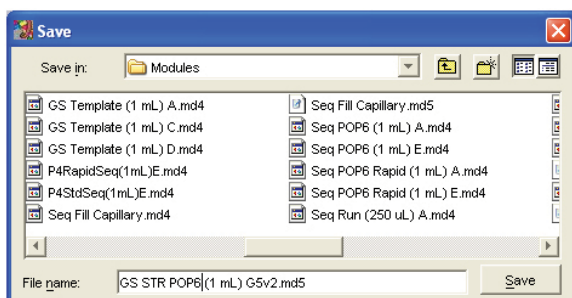 Save
Save in: Modules
GS Template (1 mL) A.md4
GS Template (1 mL) C.md4
GS Template (1 mL) D.md4
P4RapidSeq(1mL)E.md4
P4StdSeq(1mL)E.md4
Seq Fill Capillary.md4
Seq Fill Capillary.md5
Seq POP6 (1 mL) A.md4
Seq POP6 (1 mL) E.md4
Seq POP6 Rapid (1 mL) A.md4
Seq POP6 Rapid (1 mL) E.md4
Seq Run (250 uL) A.md4
File name: GS STR POP6 (1 mL) G5v2.md5 Save